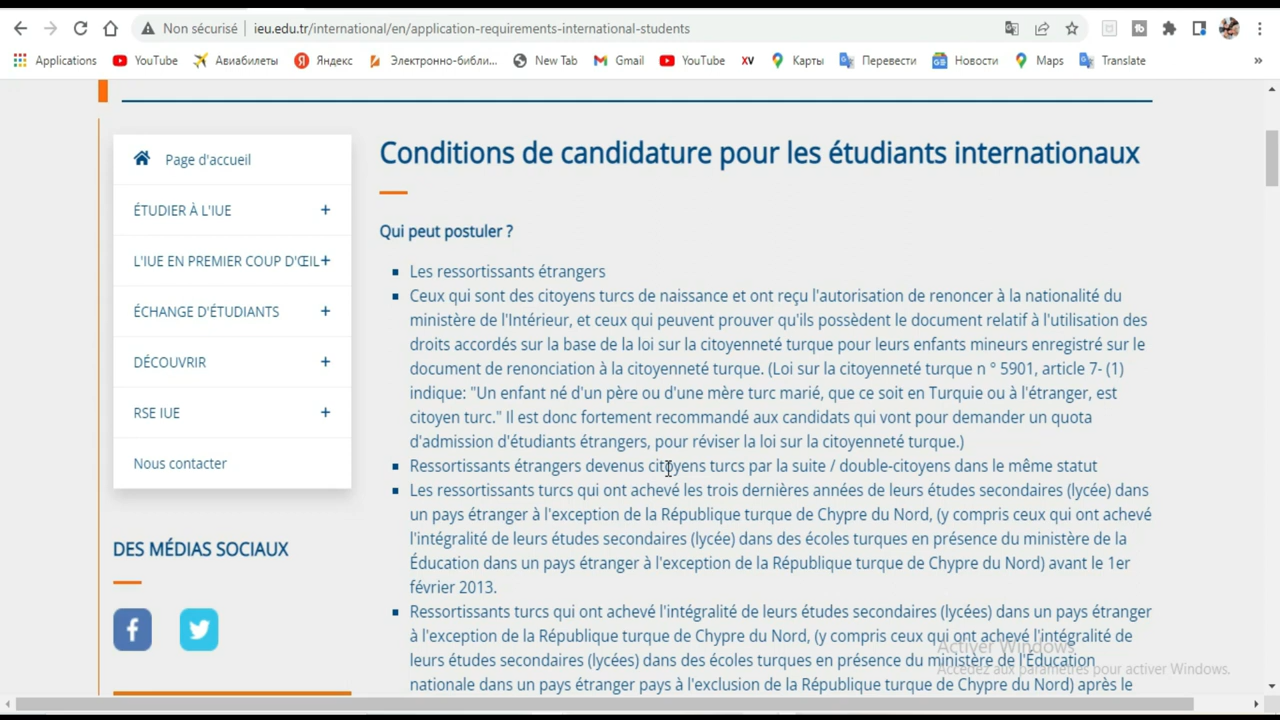 Non sécurisé
ieu.edu.tr/international/en/application-requirements-international-students
Applications
YouTube
Авиабилеты
Яндекс
Электронно-библи...
New Tab
Gmail
YouTube
XV
Карты
Перевести
Новости
Maps
Translate
»
Page d'accueil
ÉTUDIER À L'IUE +
L'IUE EN PREMIER COUP D'ŒIL +
ÉCHANGE D'ÉTUDIANTS +
DÉCOUVRIR +
RSE IUE +
Nous contacter
DES MÉDIAS SOCIAUX
Conditions de candidature pour les étudiants internationaux
Qui peut postuler ?
Les ressortissants étrangers
Ceux qui sont des citoyens turcs de naissance et ont reçu l'autorisation de renoncer à la nationalité du
ministère de l'Intérieur, et ceux qui peuvent prouver qu'ils possèdent le document relatif à l'utilisation des
droits accordés sur la base de la loi sur la citoyenneté turque pour leurs enfants mineurs enregistré sur le
document de renonciation à la citoyenneté turque. (Loi sur la citoyenneté turque n ° 5901, article 7- (1)
indique: "Un enfant né d'un père ou d'une mère turc marié, que ce soit en Turquie ou à l'étranger, est
citoyen turc." Il est donc fortement recommandé aux candidats qui vont pour demander un quota
d'admission d'étudiants étrangers, pour réviser la loi sur la citoyenneté turque.)
Ressortissants étrangers devenus citoyens turcs par la suite / double-citoyens dans le même statut
Les ressortissants turcs qui ont achevé les trois dernières années de leurs études secondaires (lycée) dans
un pays étranger à l'exception de la République turque de Chypre du Nord, (y compris ceux qui ont achevé
l'intégralité de leurs études secondaires (lycée) dans des écoles turques en présence du ministère de la
Éducation dans un pays étranger à l'exception de la République turque de Chypre du Nord) avant le 1er
février 2013.
Ressortissants turcs qui ont achevé l'intégralité de leurs études secondaires (lycées) dans un pays étranger
à l'exception de la République turque de Chypre du Nord, (y compris ceux qui ont achevé l'intégralité de
leurs études secondaires (lycées) dans des écoles turques en présence du ministère de l'Éducation
nationale dans un pays étranger pays à l'exclusion de la République turque de Chypre du Nord) après le
Activer Windows
Accédez aux paramètres pour activer Windows.